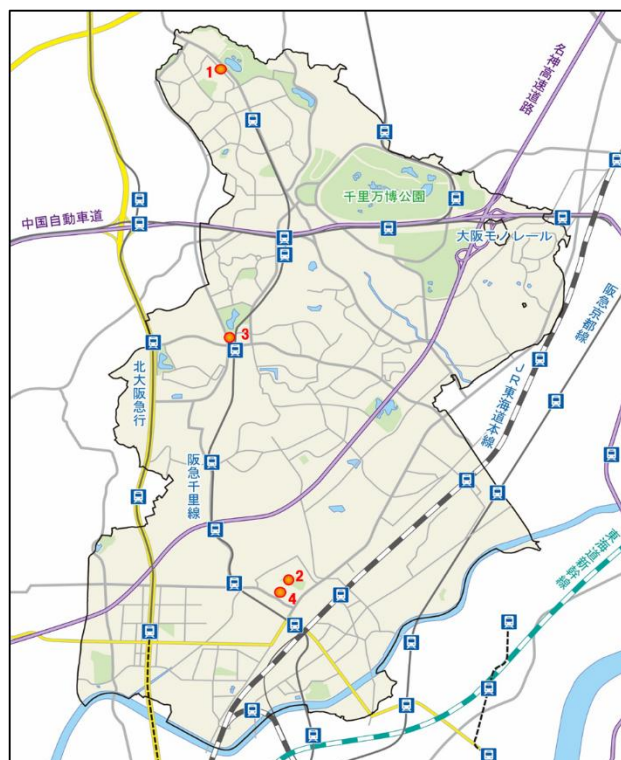 名神高速道路
1
千里万博公園
中国自動車道
大阪モノレール
阪急京都線
3
JR東海道本線
北大阪急行
阪急千里線
東海道新幹線
2
4